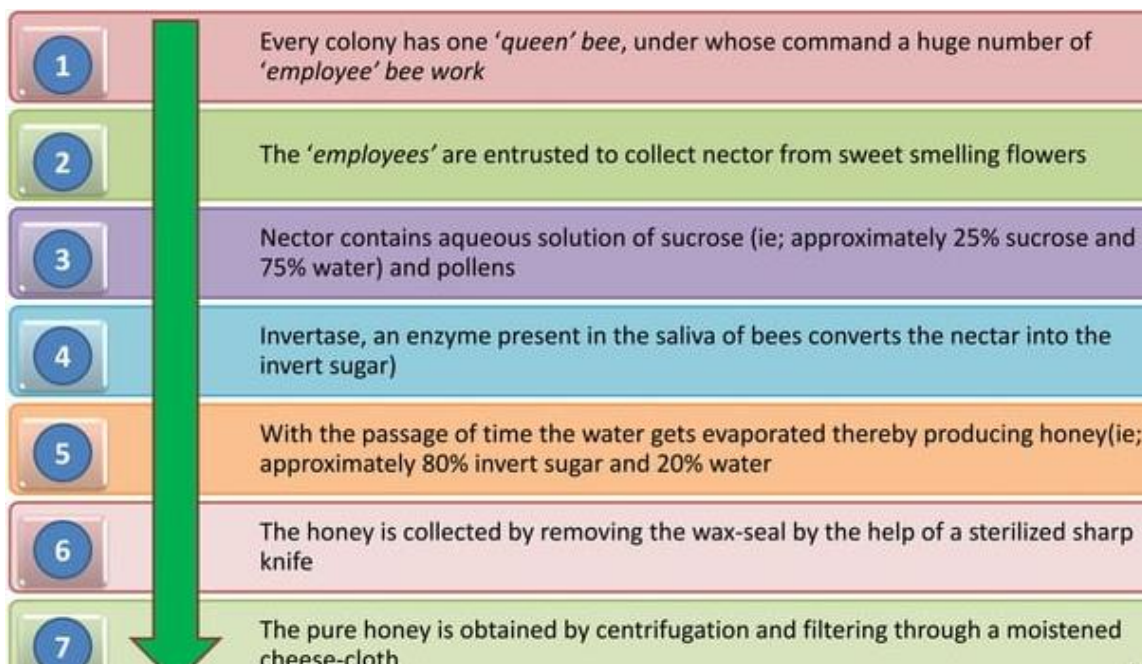 1
Every colony has one ‘queen’ bee, under whose command a huge number of
‘employee’ bee work
2
The ‘employees’ are entrusted to collect nector from sweet smelling flowers
3
Nector contains aqueous solution of sucrose (ie; approximately 25% sucrose and
75% water) and pollens
4
Invertase, an enzyme present in the saliva of bees converts the nectar into the
invert sugar)
5
With the passage of time the water gets evaporated thereby producing honey(ie;
approximately 80% invert sugar and 20% water
6
The honey is collected by removing the wax-seal by the help of a sterilized sharp
knife
7
The pure honey is obtained by centrifugation and filtering through a moistened
cheese-cloth